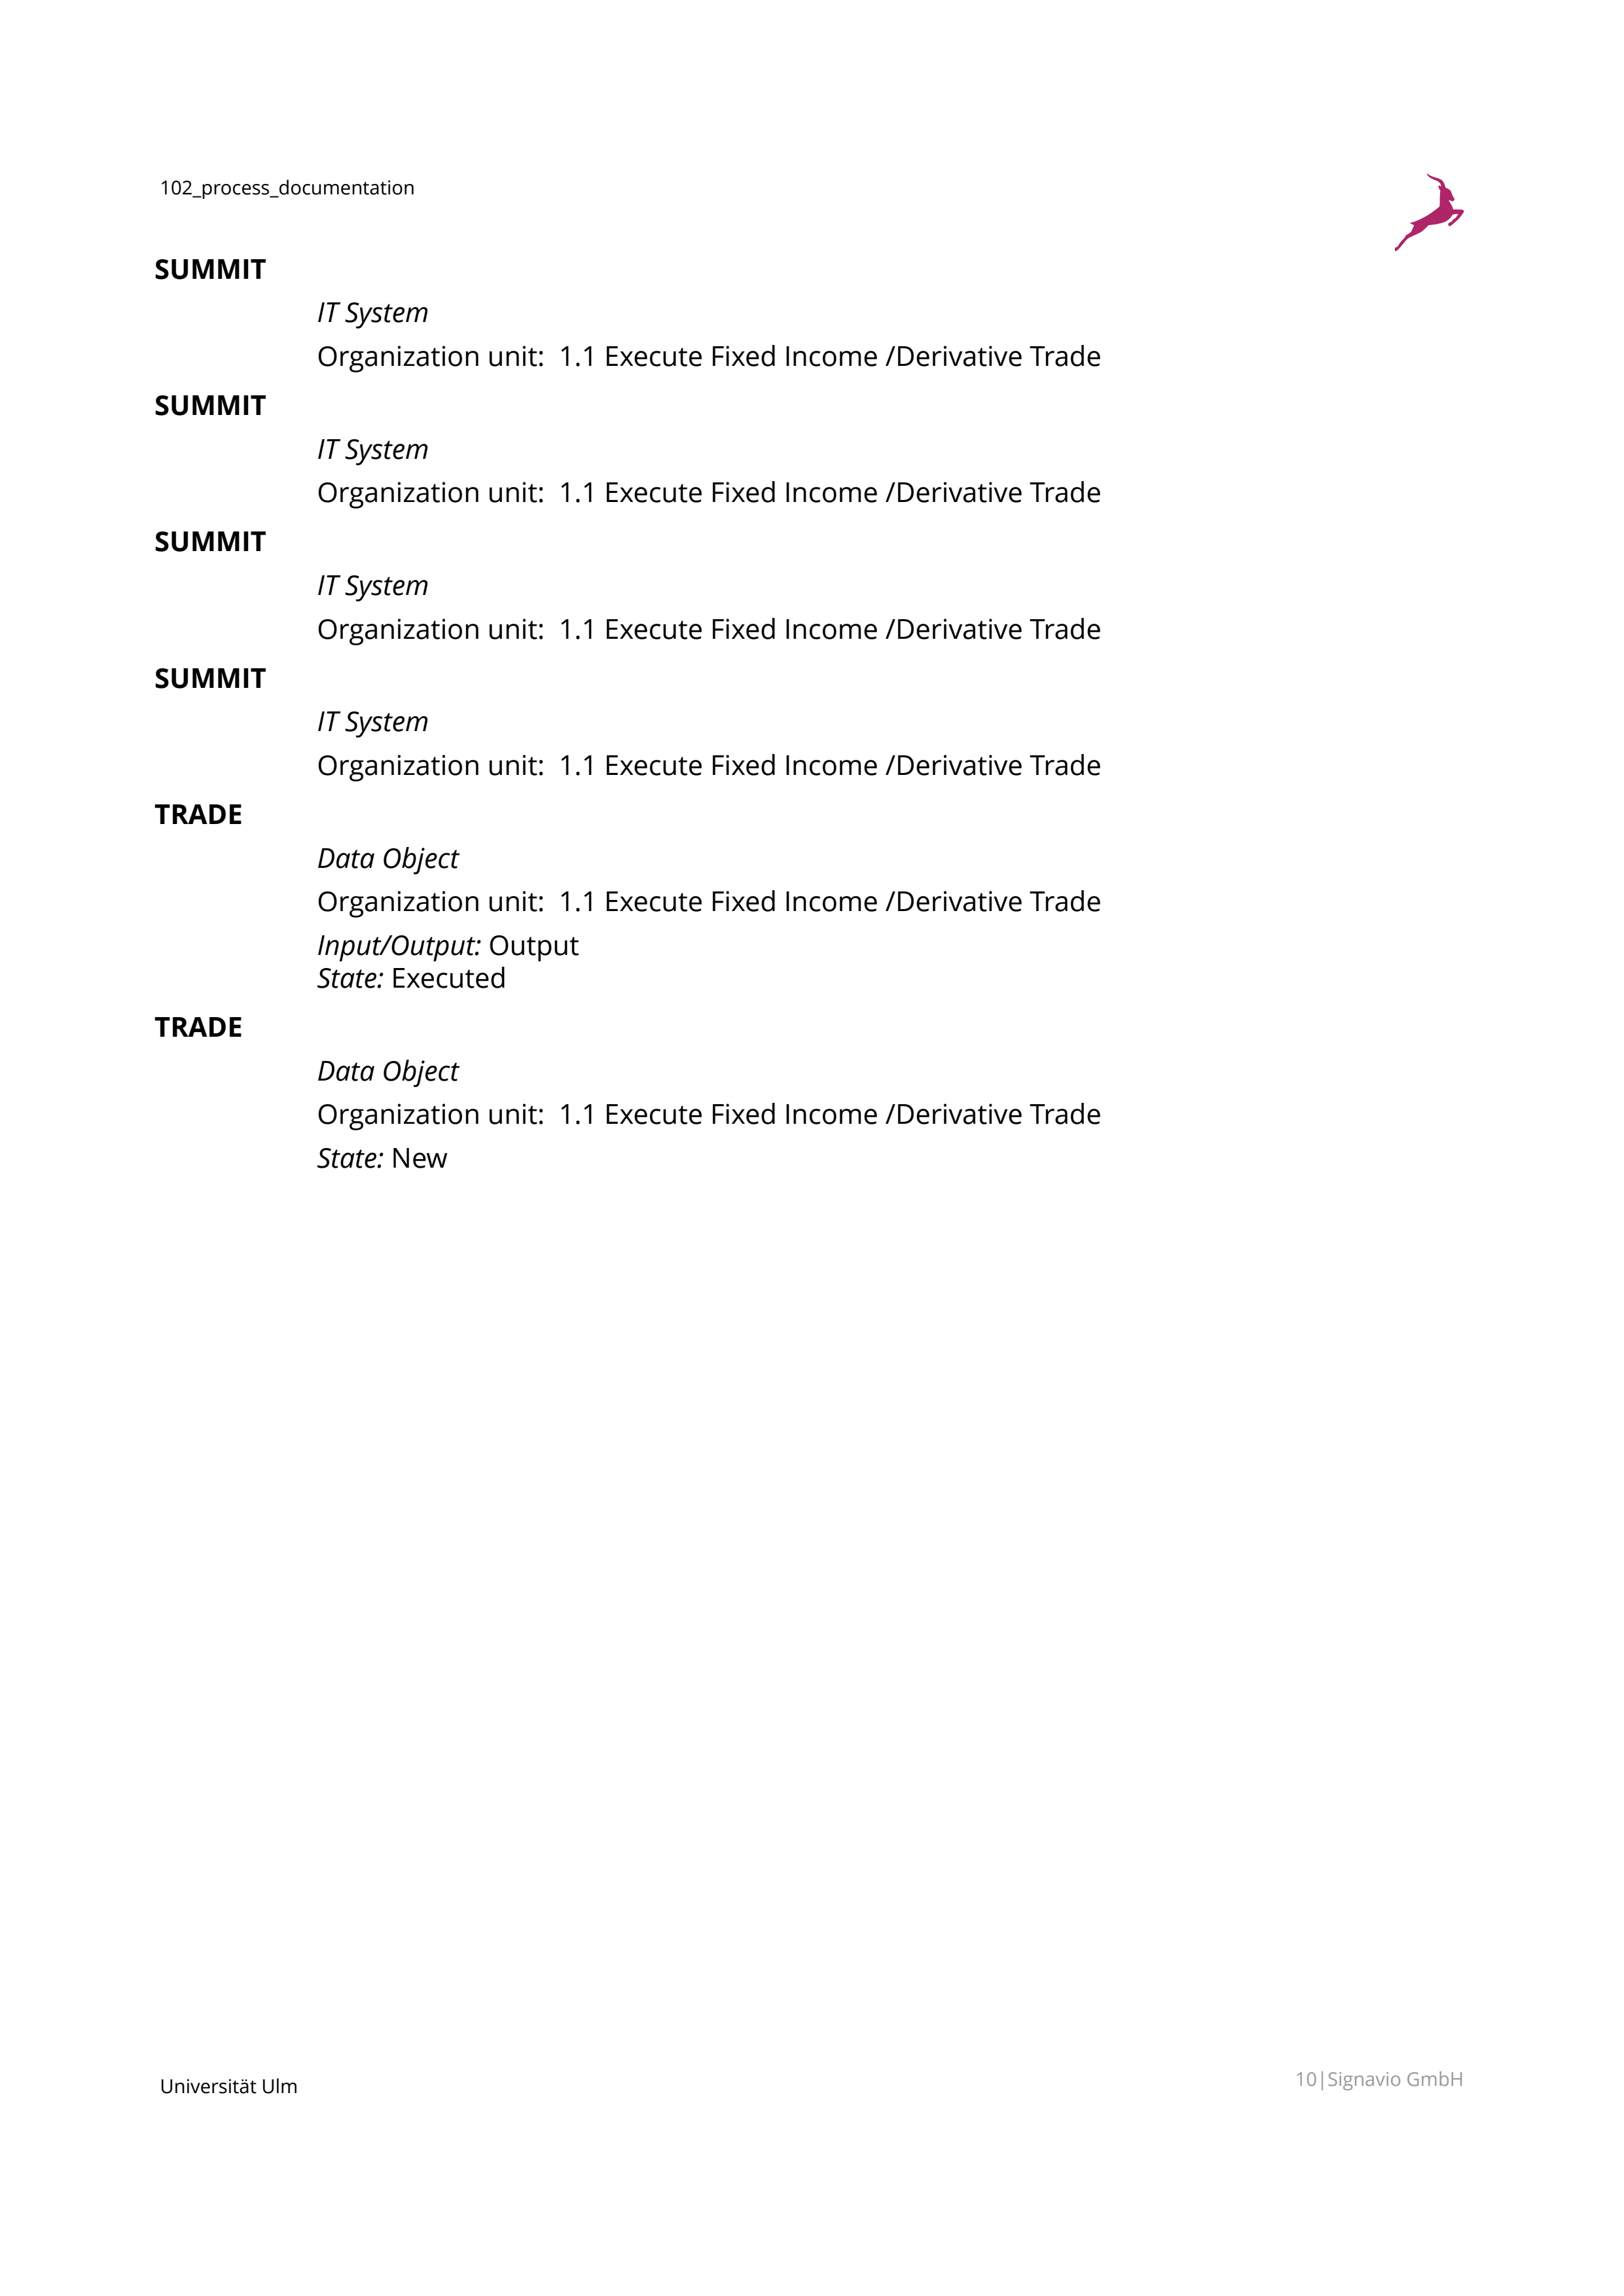 102_process_documentation
SUMMIT
IT System
Organization unit:  1.1 Execute Fixed Income /Derivative Trade
SUMMIT
IT System
Organization unit:  1.1 Execute Fixed Income /Derivative Trade
SUMMIT
IT System
Organization unit:  1.1 Execute Fixed Income /Derivative Trade
SUMMIT
IT System
Organization unit:  1.1 Execute Fixed Income /Derivative Trade
TRADE
Data Object
Organization unit:  1.1 Execute Fixed Income /Derivative Trade
Input/Output: Output
State: Executed
TRADE
Data Object
Organization unit:  1.1 Execute Fixed Income /Derivative Trade
State: New
Universität Ulm
10|Signavio GmbH